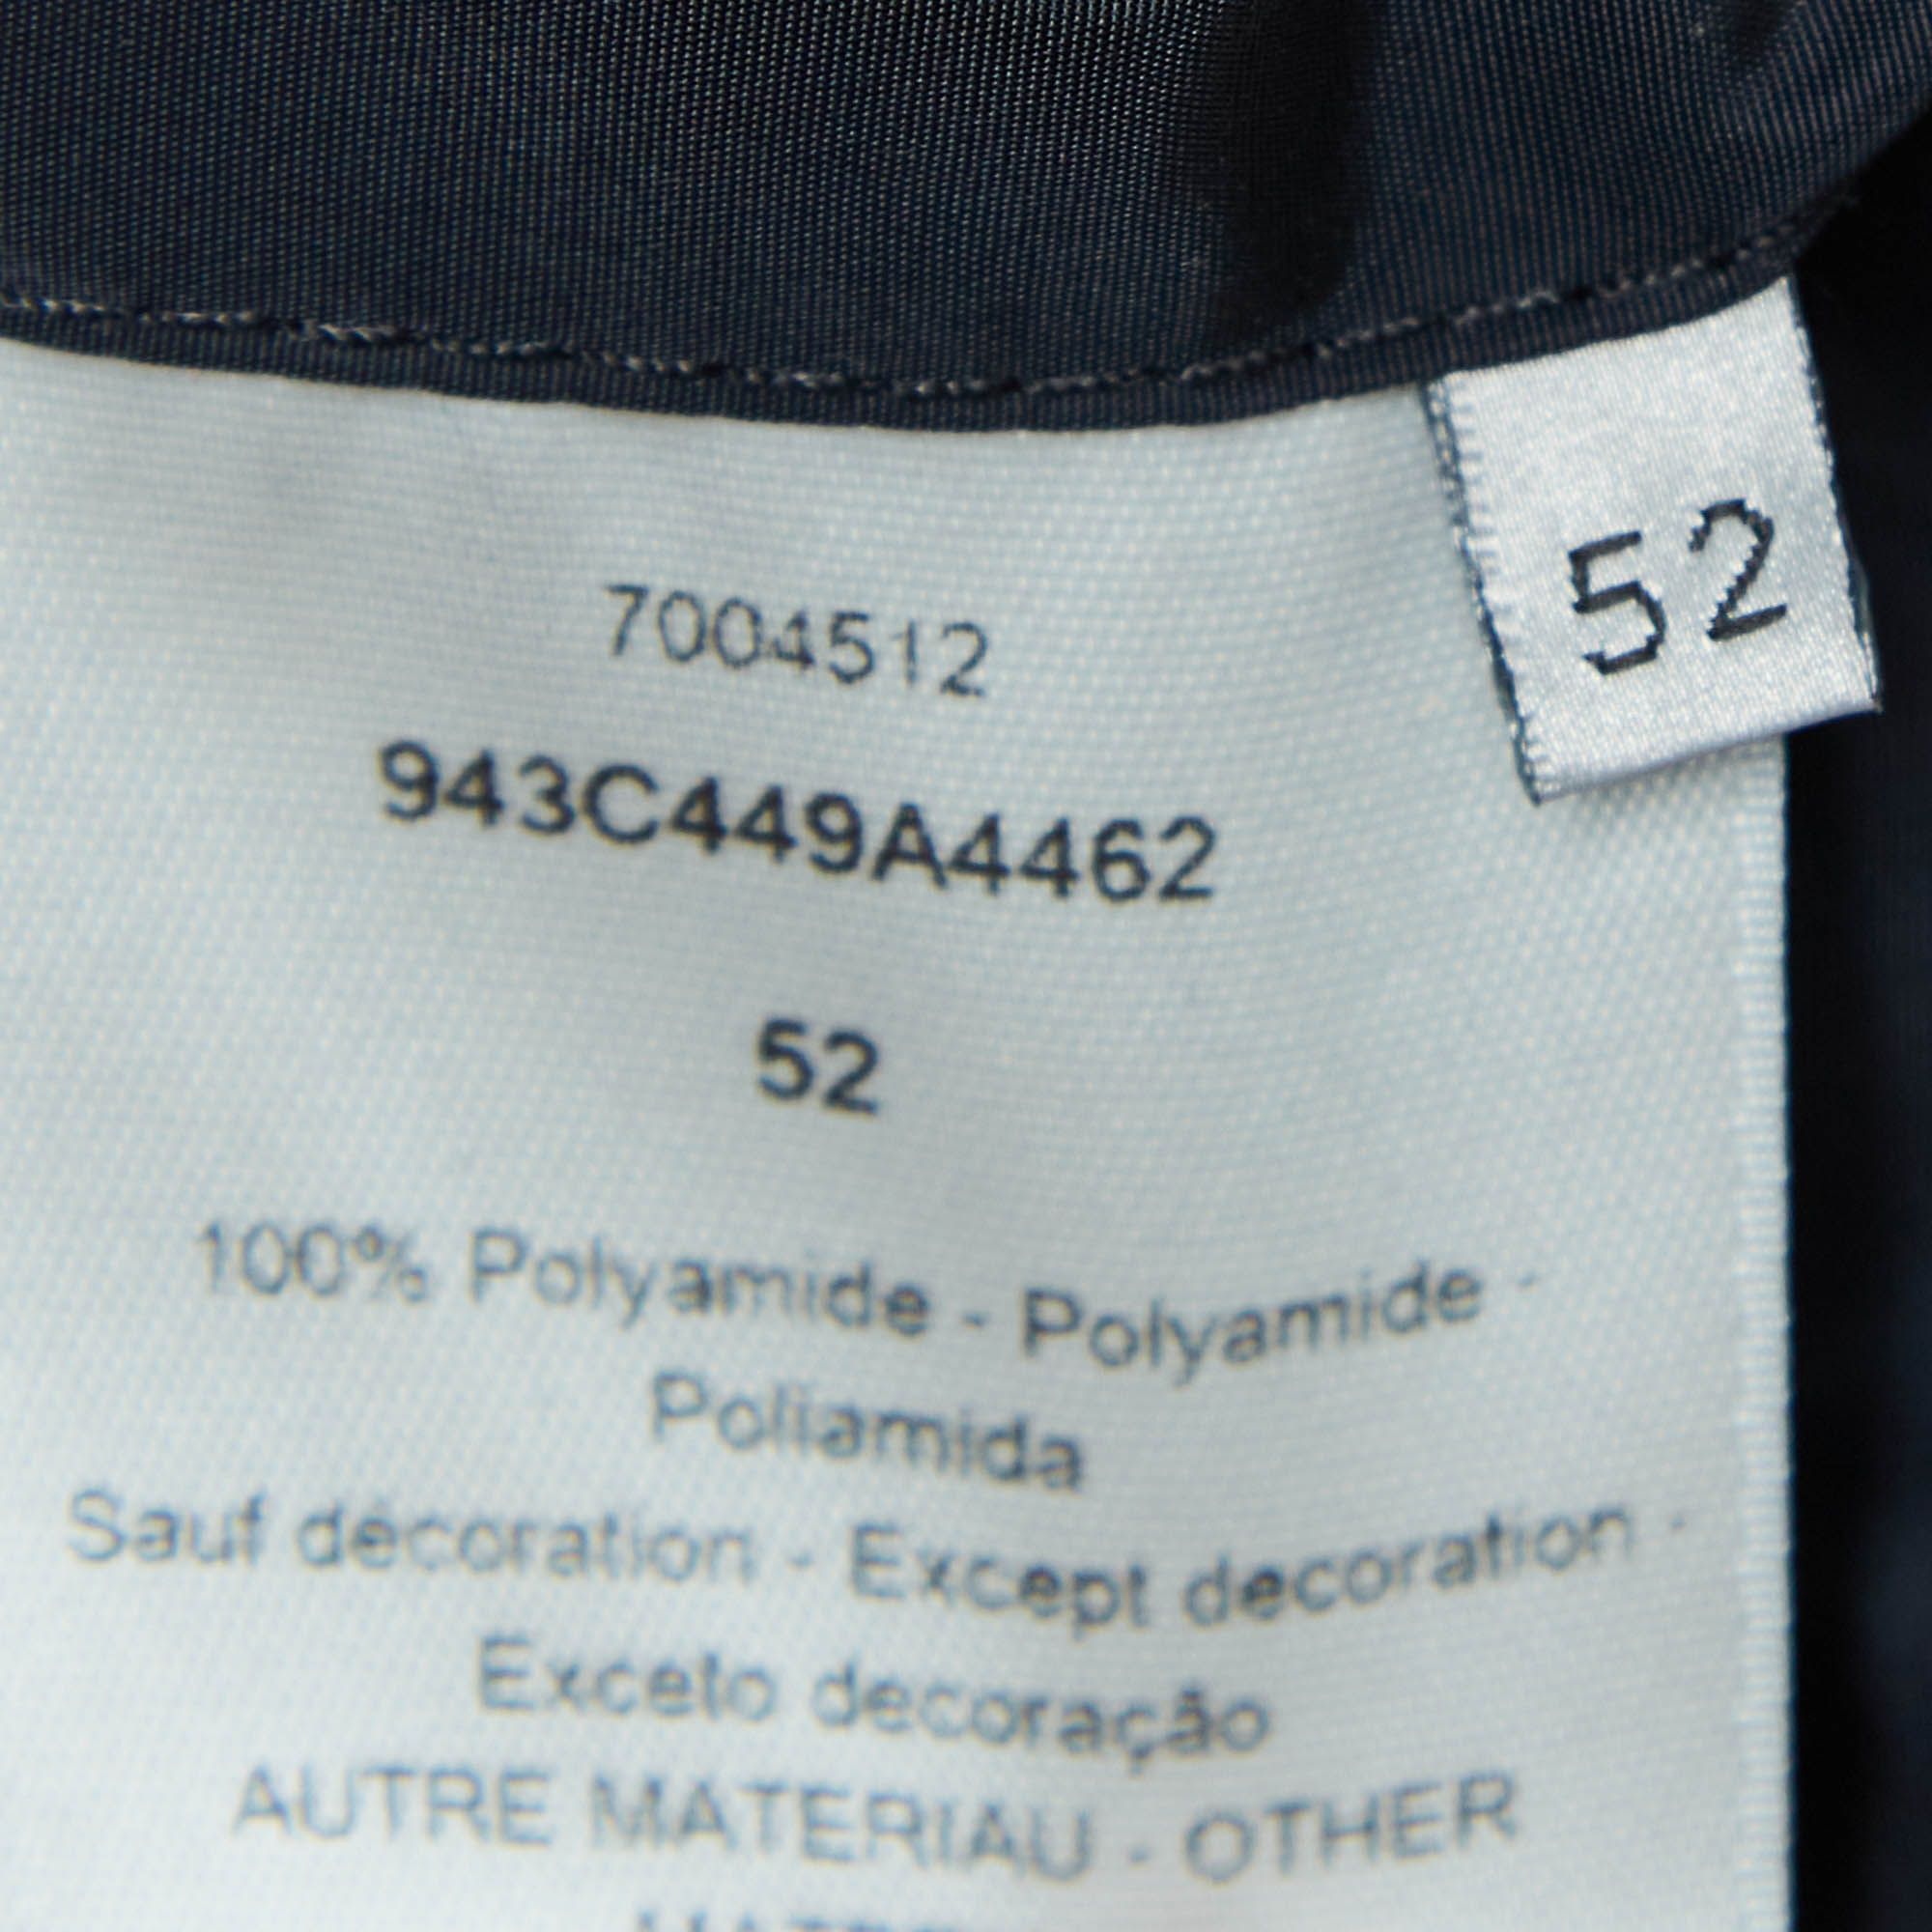 52
7004512
943C449A4462
52
100% Polyamide - Polyamide -
Poliamida
Sauf décoration - Except decoration -
Exceto decoração
AUTRE MATERIAU - OTHER